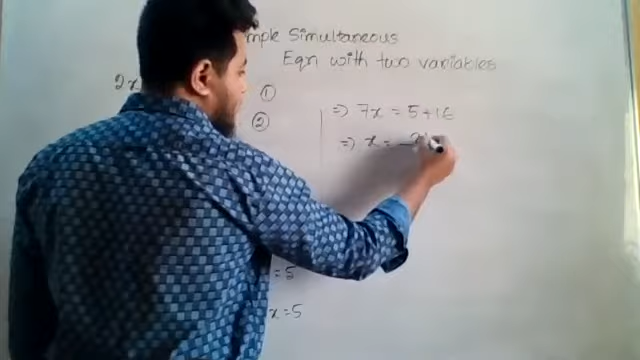 mple Simultaneous
Eqn with two variables
2x
①
②
⇒ 7x = 5+16
⇒ x = 2
= 5
x = 5